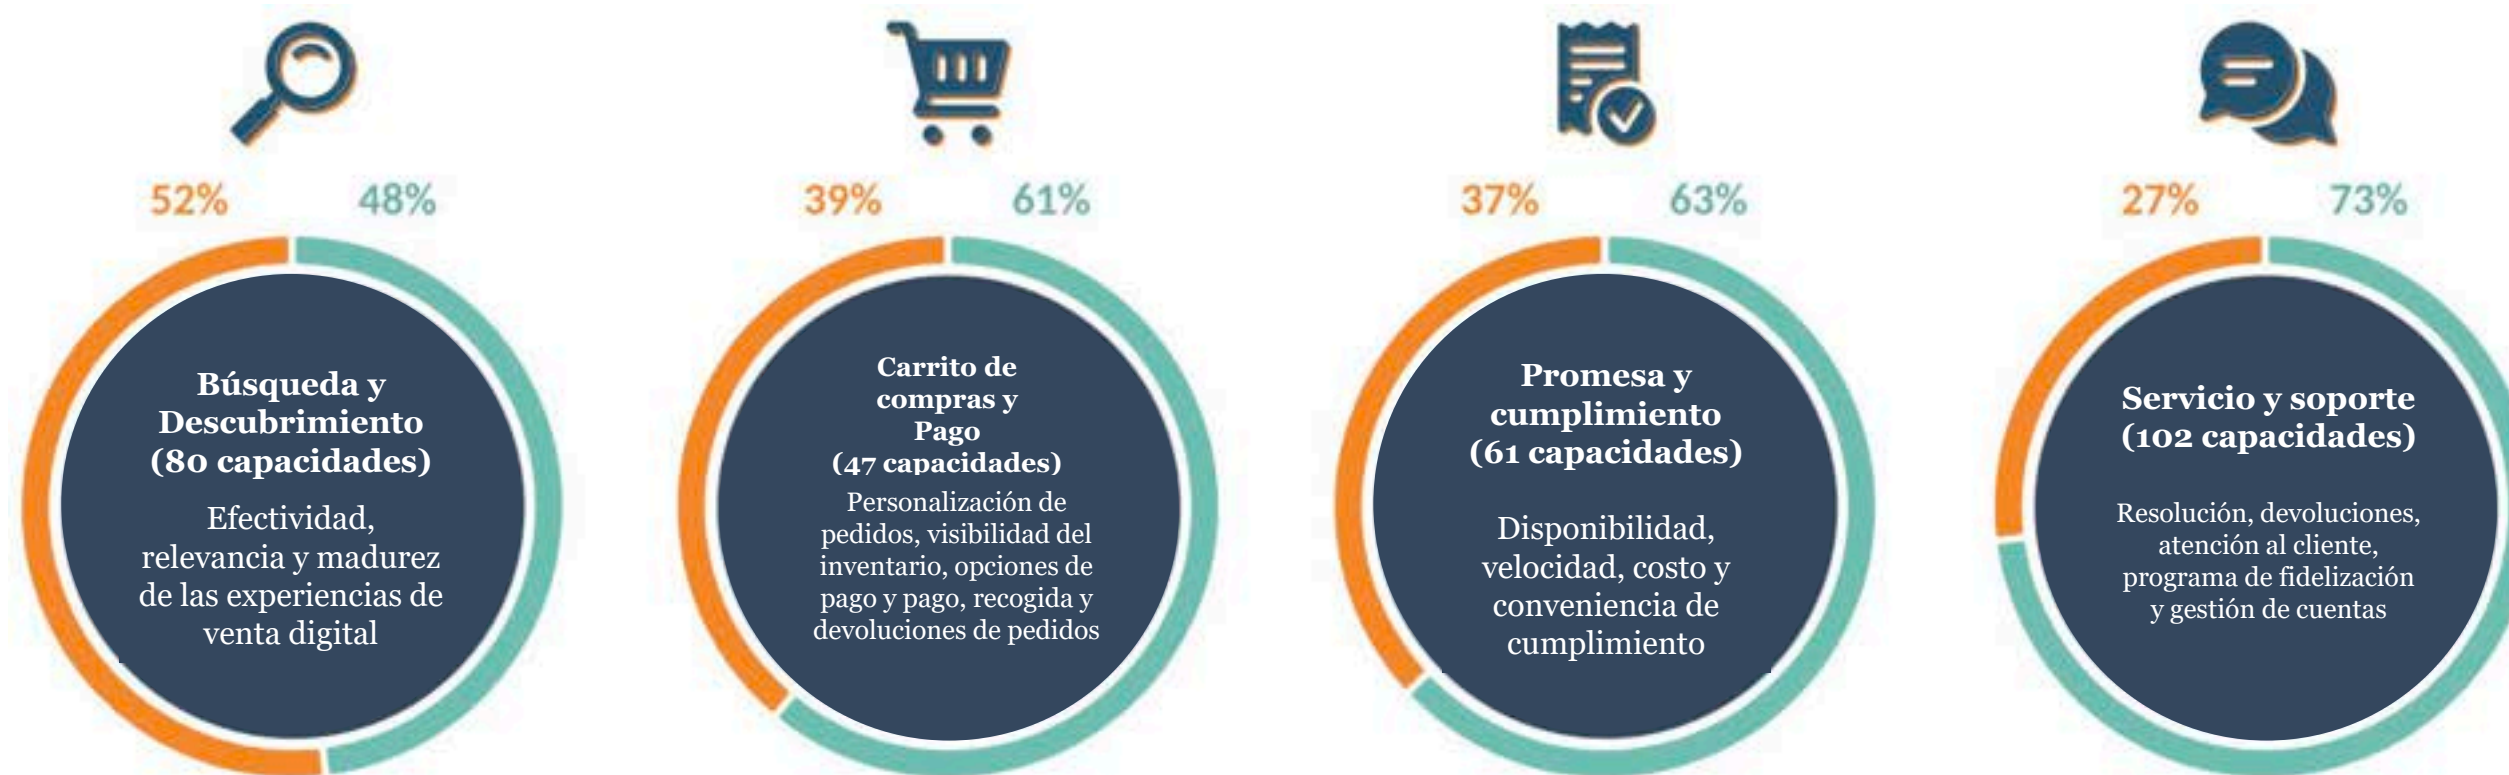 52% 48%
Búsqueda y
Descubrimiento
(80 capacidades)
Efectividad,
relevancia y madurez
de las experiencias de
venta digital
39% 61%
Carrito de
compras y
Pago
(47 capacidades)
Personalización de
pedidos, visibilidad del
inventario, opciones de
pago y pago, recogida y
devoluciones de pedidos
37% 63%
Promesa y
cumplimiento
(61 capacidades)
Disponibilidad,
velocidad, costo y
conveniencia de
cumplimiento
27% 73%
Servicio y soporte
(102 capacidades)
Resolución, devoluciones,
atención al cliente,
programa de fidelización
y gestión de cuentas